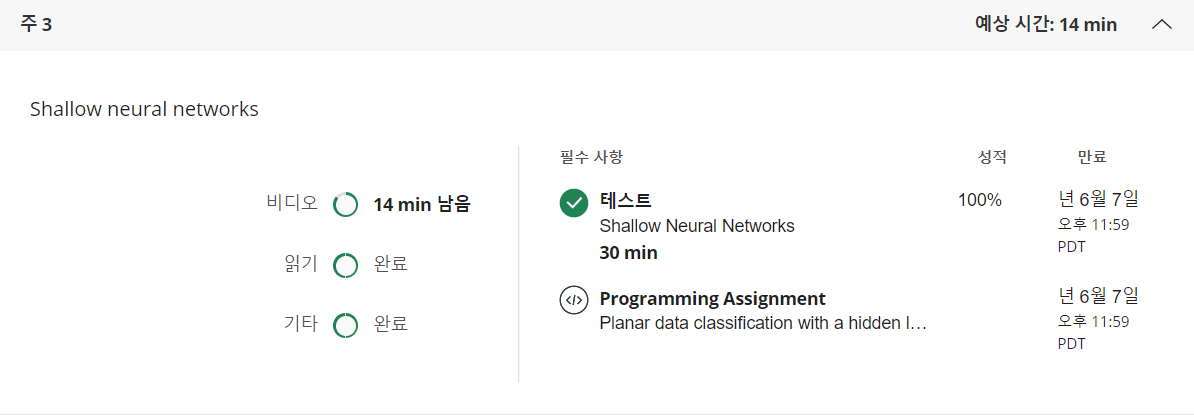 주 3
예상 시간: 14 min
Shallow neural networks
비디오
14 min 남음
읽기
완료
기타
완료
필수 사항
성적
만료
테스트
Shallow Neural Networks
30 min
100%
년 6월 7일
오후 11:59
PDT
Programming Assignment
Planar data classification with a hidden l…
년 6월 7일
오후 11:59
PDT